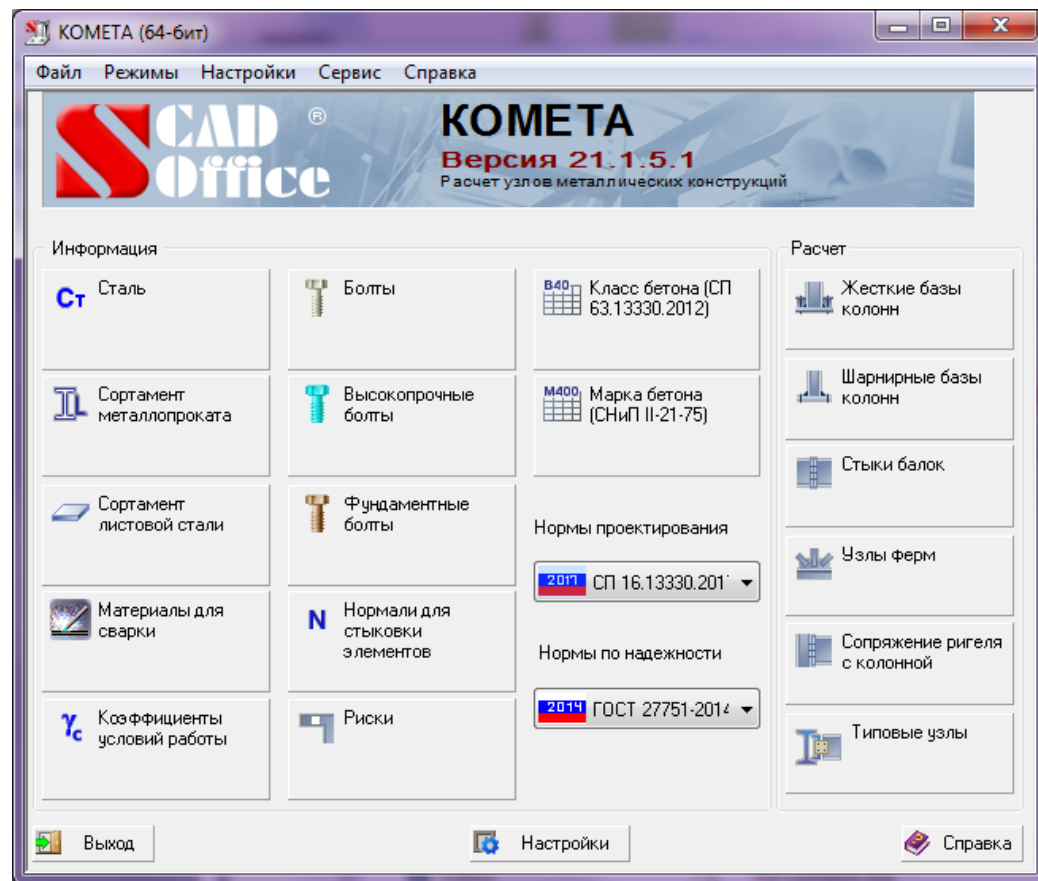 КОМЕТА (64-бит)
Файл Режимы Настройки Сервис Справка
SCAD ®
Office
КОМЕТА
Версия 21.1.5.1
Расчет узлов металлических конструкций
Информация
Ст Сталь
Сортамент
металлопроката
Сортамент
листовой стали
Материалы для
сварки
γc Коэффициенты
условий работы
Болты
Высокопрочные
болты
Фундаментные
болты
N Нормали для
стыковки
элементов
Риски
B40 Класс бетона (СП
63.13330.2012)
M400 Марка бетона
(СНиП II-21-75)
Нормы проектирования
2017 СП 16.13330.201
Нормы по надежности
2014 ГОСТ 27751-2014
Расчет
Жесткие базы
колонн
Шарнирные базы
колонн
Стыки балок
Узлы ферм
Сопряжение ригеля
с колонной
Типовые узлы
Выход
Настройки
Справка